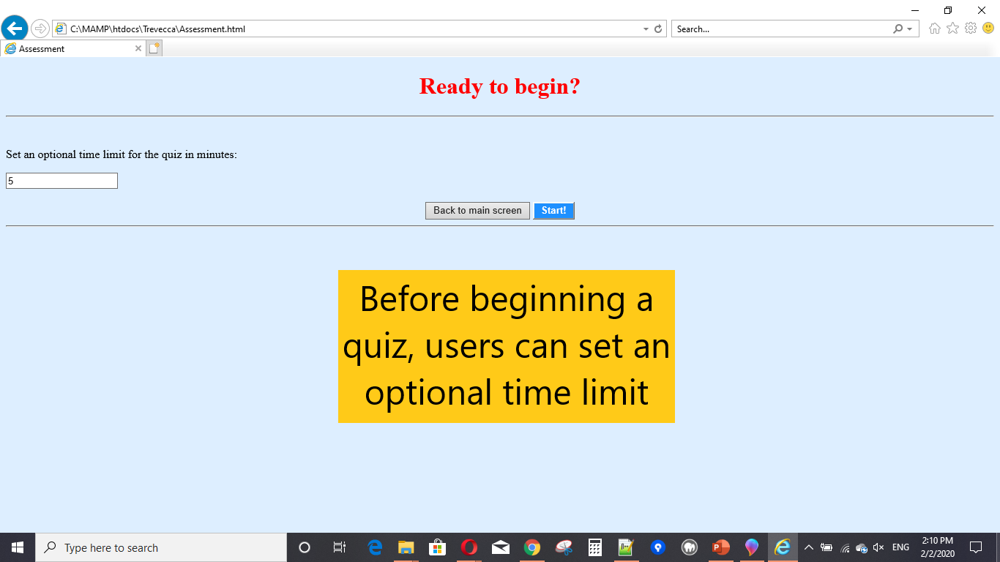 C:\MAMP\htdocs\Trevecca\Assessment.html
Search...
Assessment
Ready to begin?
Set an optional time limit for the quiz in minutes:
5
Back to main screen
Start!
Before beginning a
quiz, users can set an
optional time limit
Type here to search
ENG
2:10 PM
2/2/2020